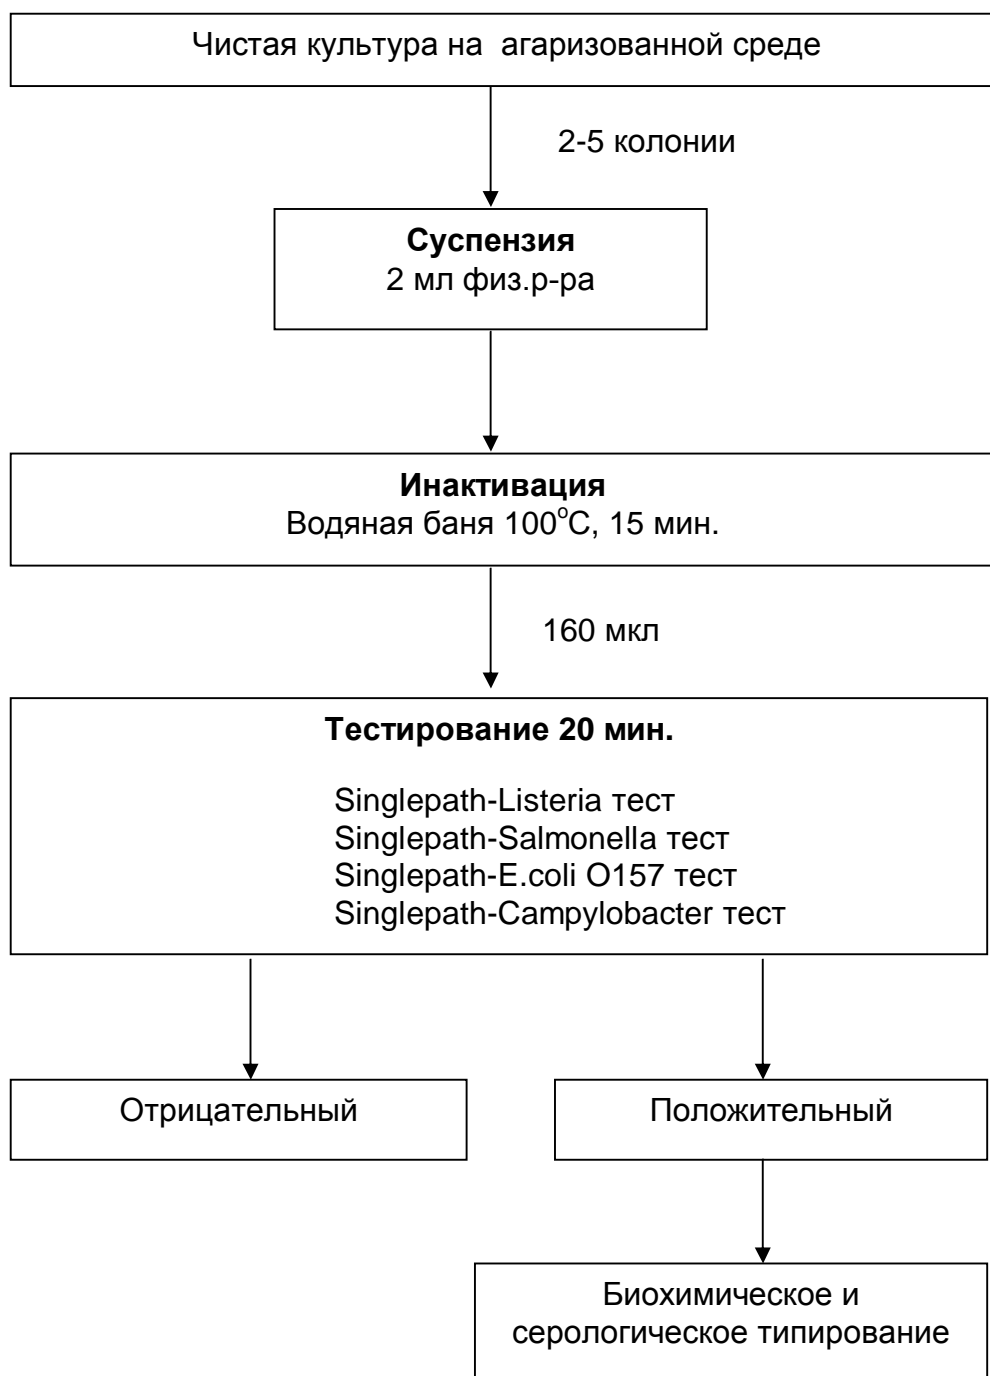 Чистая культура на агаризованной среде
2-5 колонии
Суспензия
2 мл физ.р-ра
Инактивация
Водяная баня 100°С, 15 мин.
160 мкл
Тестирование 20 мин.
Singlepath-Listeria тест
Singlepath-Salmonella тест
Singlepath-E.coli O157 тест
Singlepath-Campylobacter тест
Отрицательный
Положительный
Биохимическое и
серологическое типирование